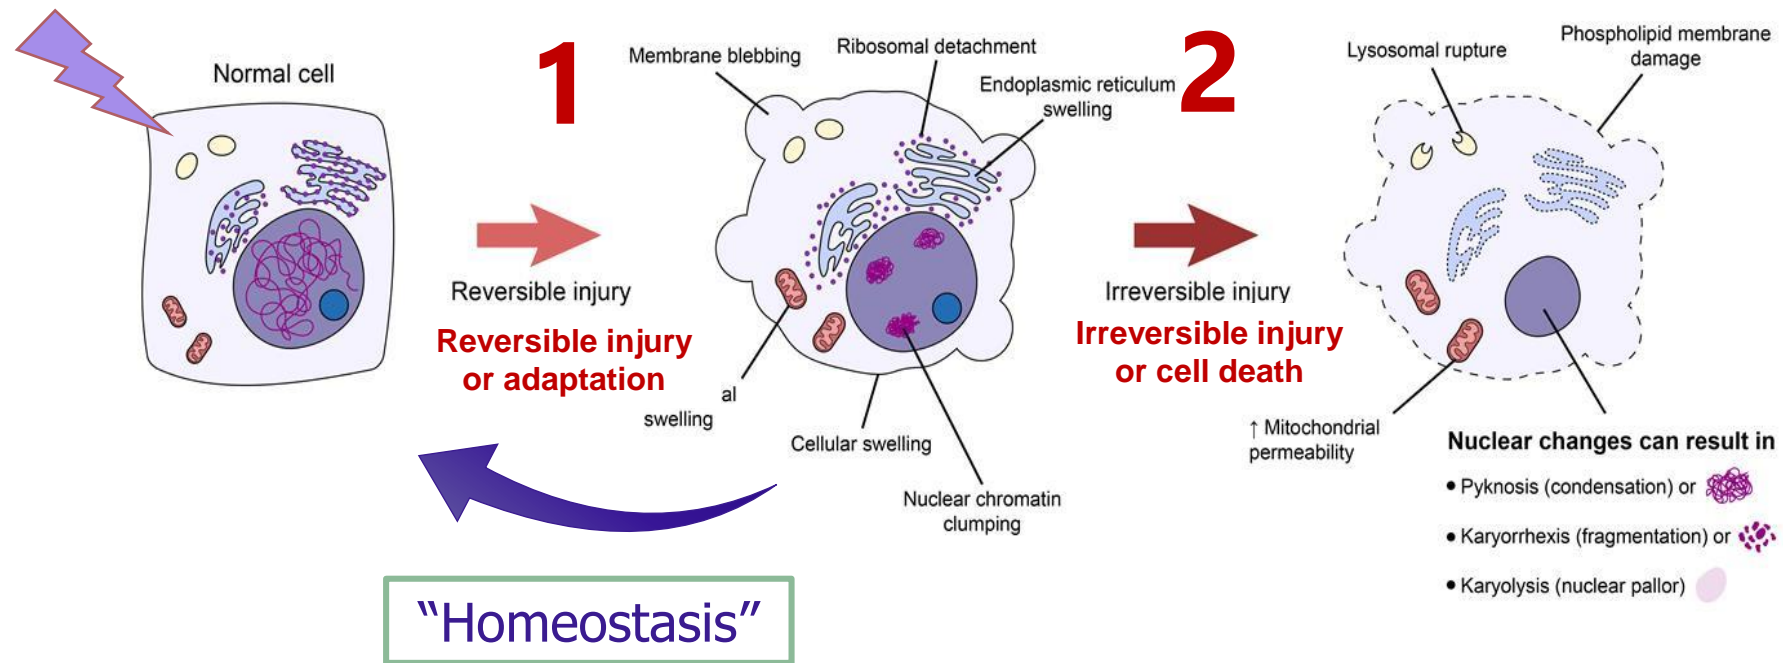 Normal cell
1
Reversible injury
Reversible injury
or adaptation
Membrane blebbing
Ribosomal detachment
Endoplasmic reticulum
swelling
al
swelling
Cellular swelling
Nuclear chromatin
clumping
2
Irreversible injury
Irreversible injury
or cell death
Lysosomal rupture
Phospholipid membrane
damage
↑ Mitochondrial
permeability
Nuclear changes can result in
• Pyknosis (condensation) or
• Karyorrhexis (fragmentation) or
• Karyolysis (nuclear pallor)
“Homeostasis”